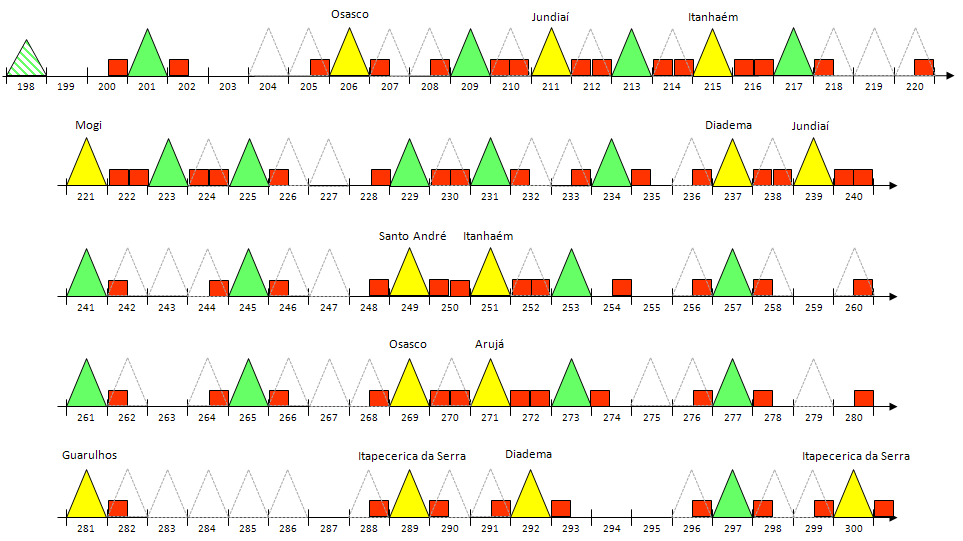 Osasco Jundiaí Itanhaém
198 199 200 201 202 203 204 205 206 207 208 209 210 211 212 213 214 215 216 217 218 219 220
Mogi Diadema Jundiaí
221 222 223 224 225 226 227 228 229 230 231 232 233 234 235 236 237 238 239 240
Santo André Itanhaém
241 242 243 244 245 246 247 248 249 250 251 252 253 254 255 256 257 258 259 260
Osasco Arujá
261 262 263 264 265 266 267 268 269 270 271 272 273 274 275 276 277 278 279 280
Guarulhos Itapecerica da Serra Diadema Itapecerica da Serra
281 282 283 284 285 286 287 288 289 290 291 292 293 294 295 296 297 298 299 300